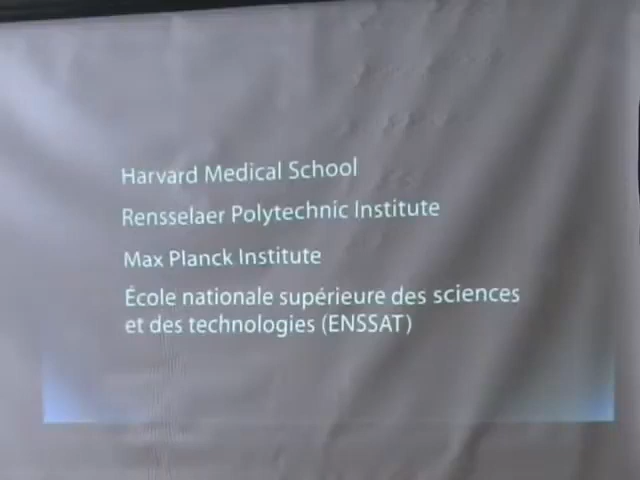 Harvard Medical School
Rensselaer Polytechnic Institute
Max Planck Institute
École nationale supérieure des sciences
et des technologies (ENSSAT)